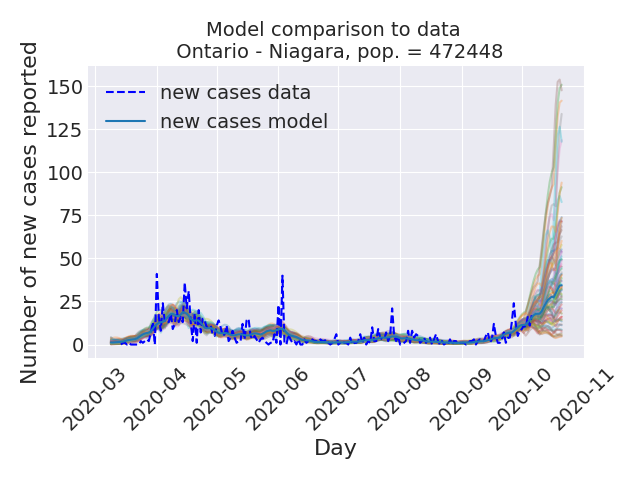 Model comparison to data
Ontario - Niagara, pop. = 472448
Number of new cases reported
150
125
100
75
50
25
0
new cases data
new cases model
2020-03
2020-04
2020-05
2020-06
2020-07
2020-08
2020-09
2020-10
2020-11
Day